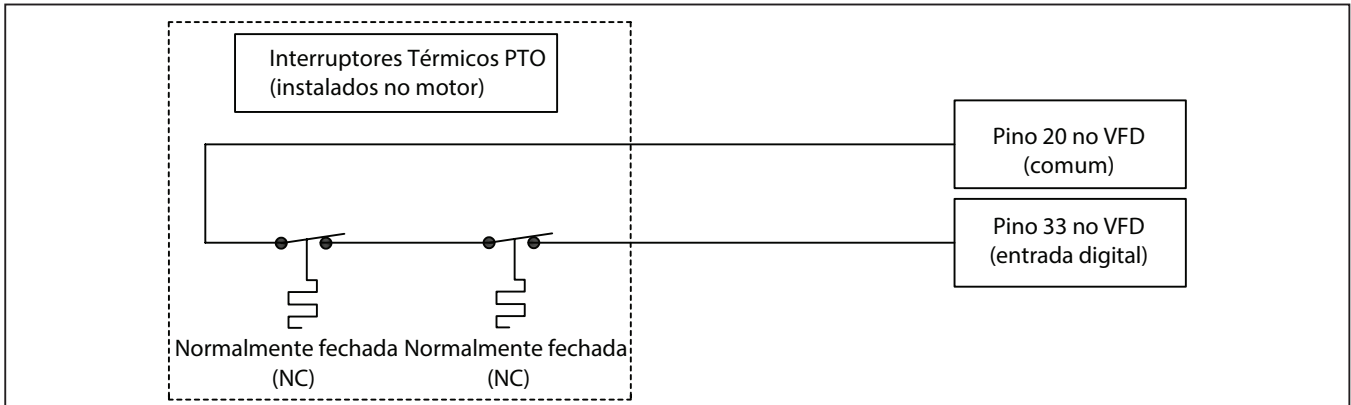 Interruptores Térmicos PTO
(instalados no motor)
Pino 20 no VFD
(comum)
Pino 33 no VFD
(entrada digital)
Normalmente fechada
(NC)
Normalmente fechada
(NC)